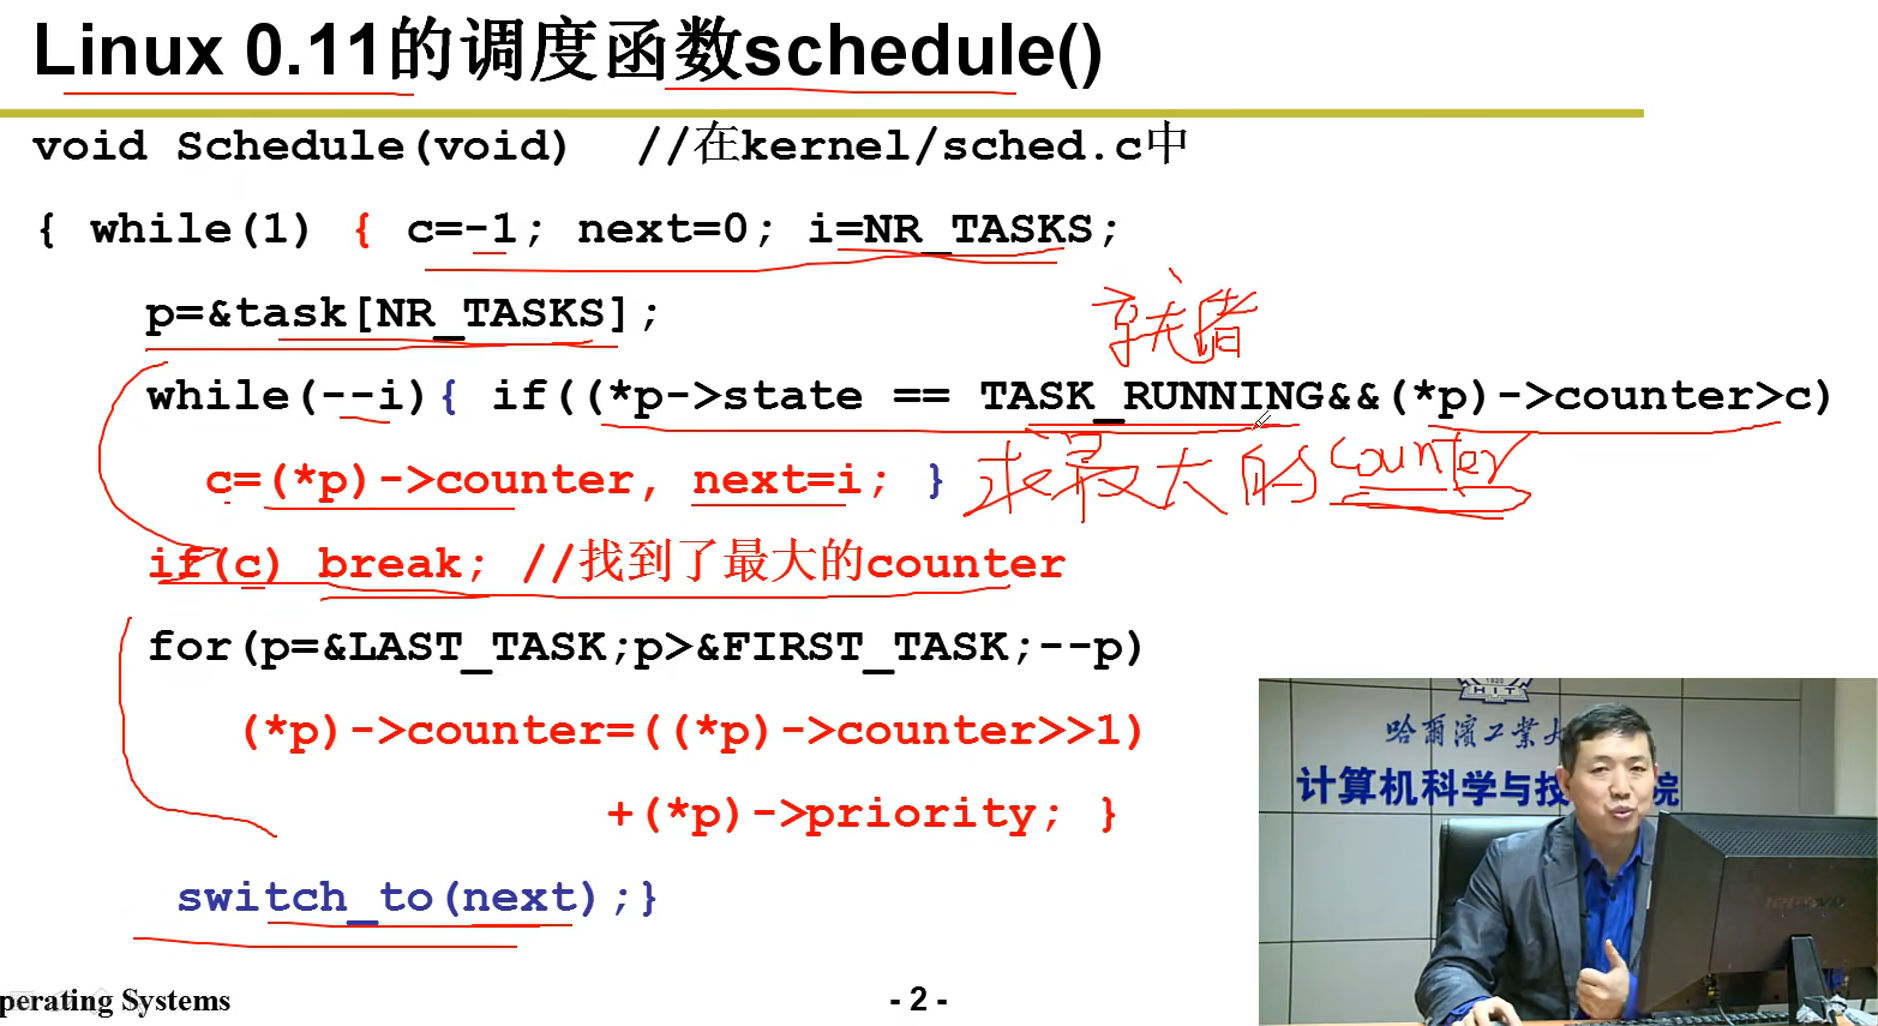 Linux 0.11的调度函数schedule()
void Schedule(void) //在kernel/sched.c中
{ while(1) { c=-1; next=0; i=NR_TASKS;
p=&task[NR_TASKS];
就绪
while(--i){ if((*p->state == TASK_RUNNING&&(*p)->counter>c)
c=(*p)->counter, next=i; } 求最大的counter
if(c) break; //找到了最大的counter
for(p=&LAST_TASK;p>&FIRST_TASK;--p)
(*p)->counter=((*p)->counter>>1)
+(*p)->priority; }
switch_to(next);}
HIT
哈爾濱工業大
计算机科学与技
院
perating Systems
- 2 -